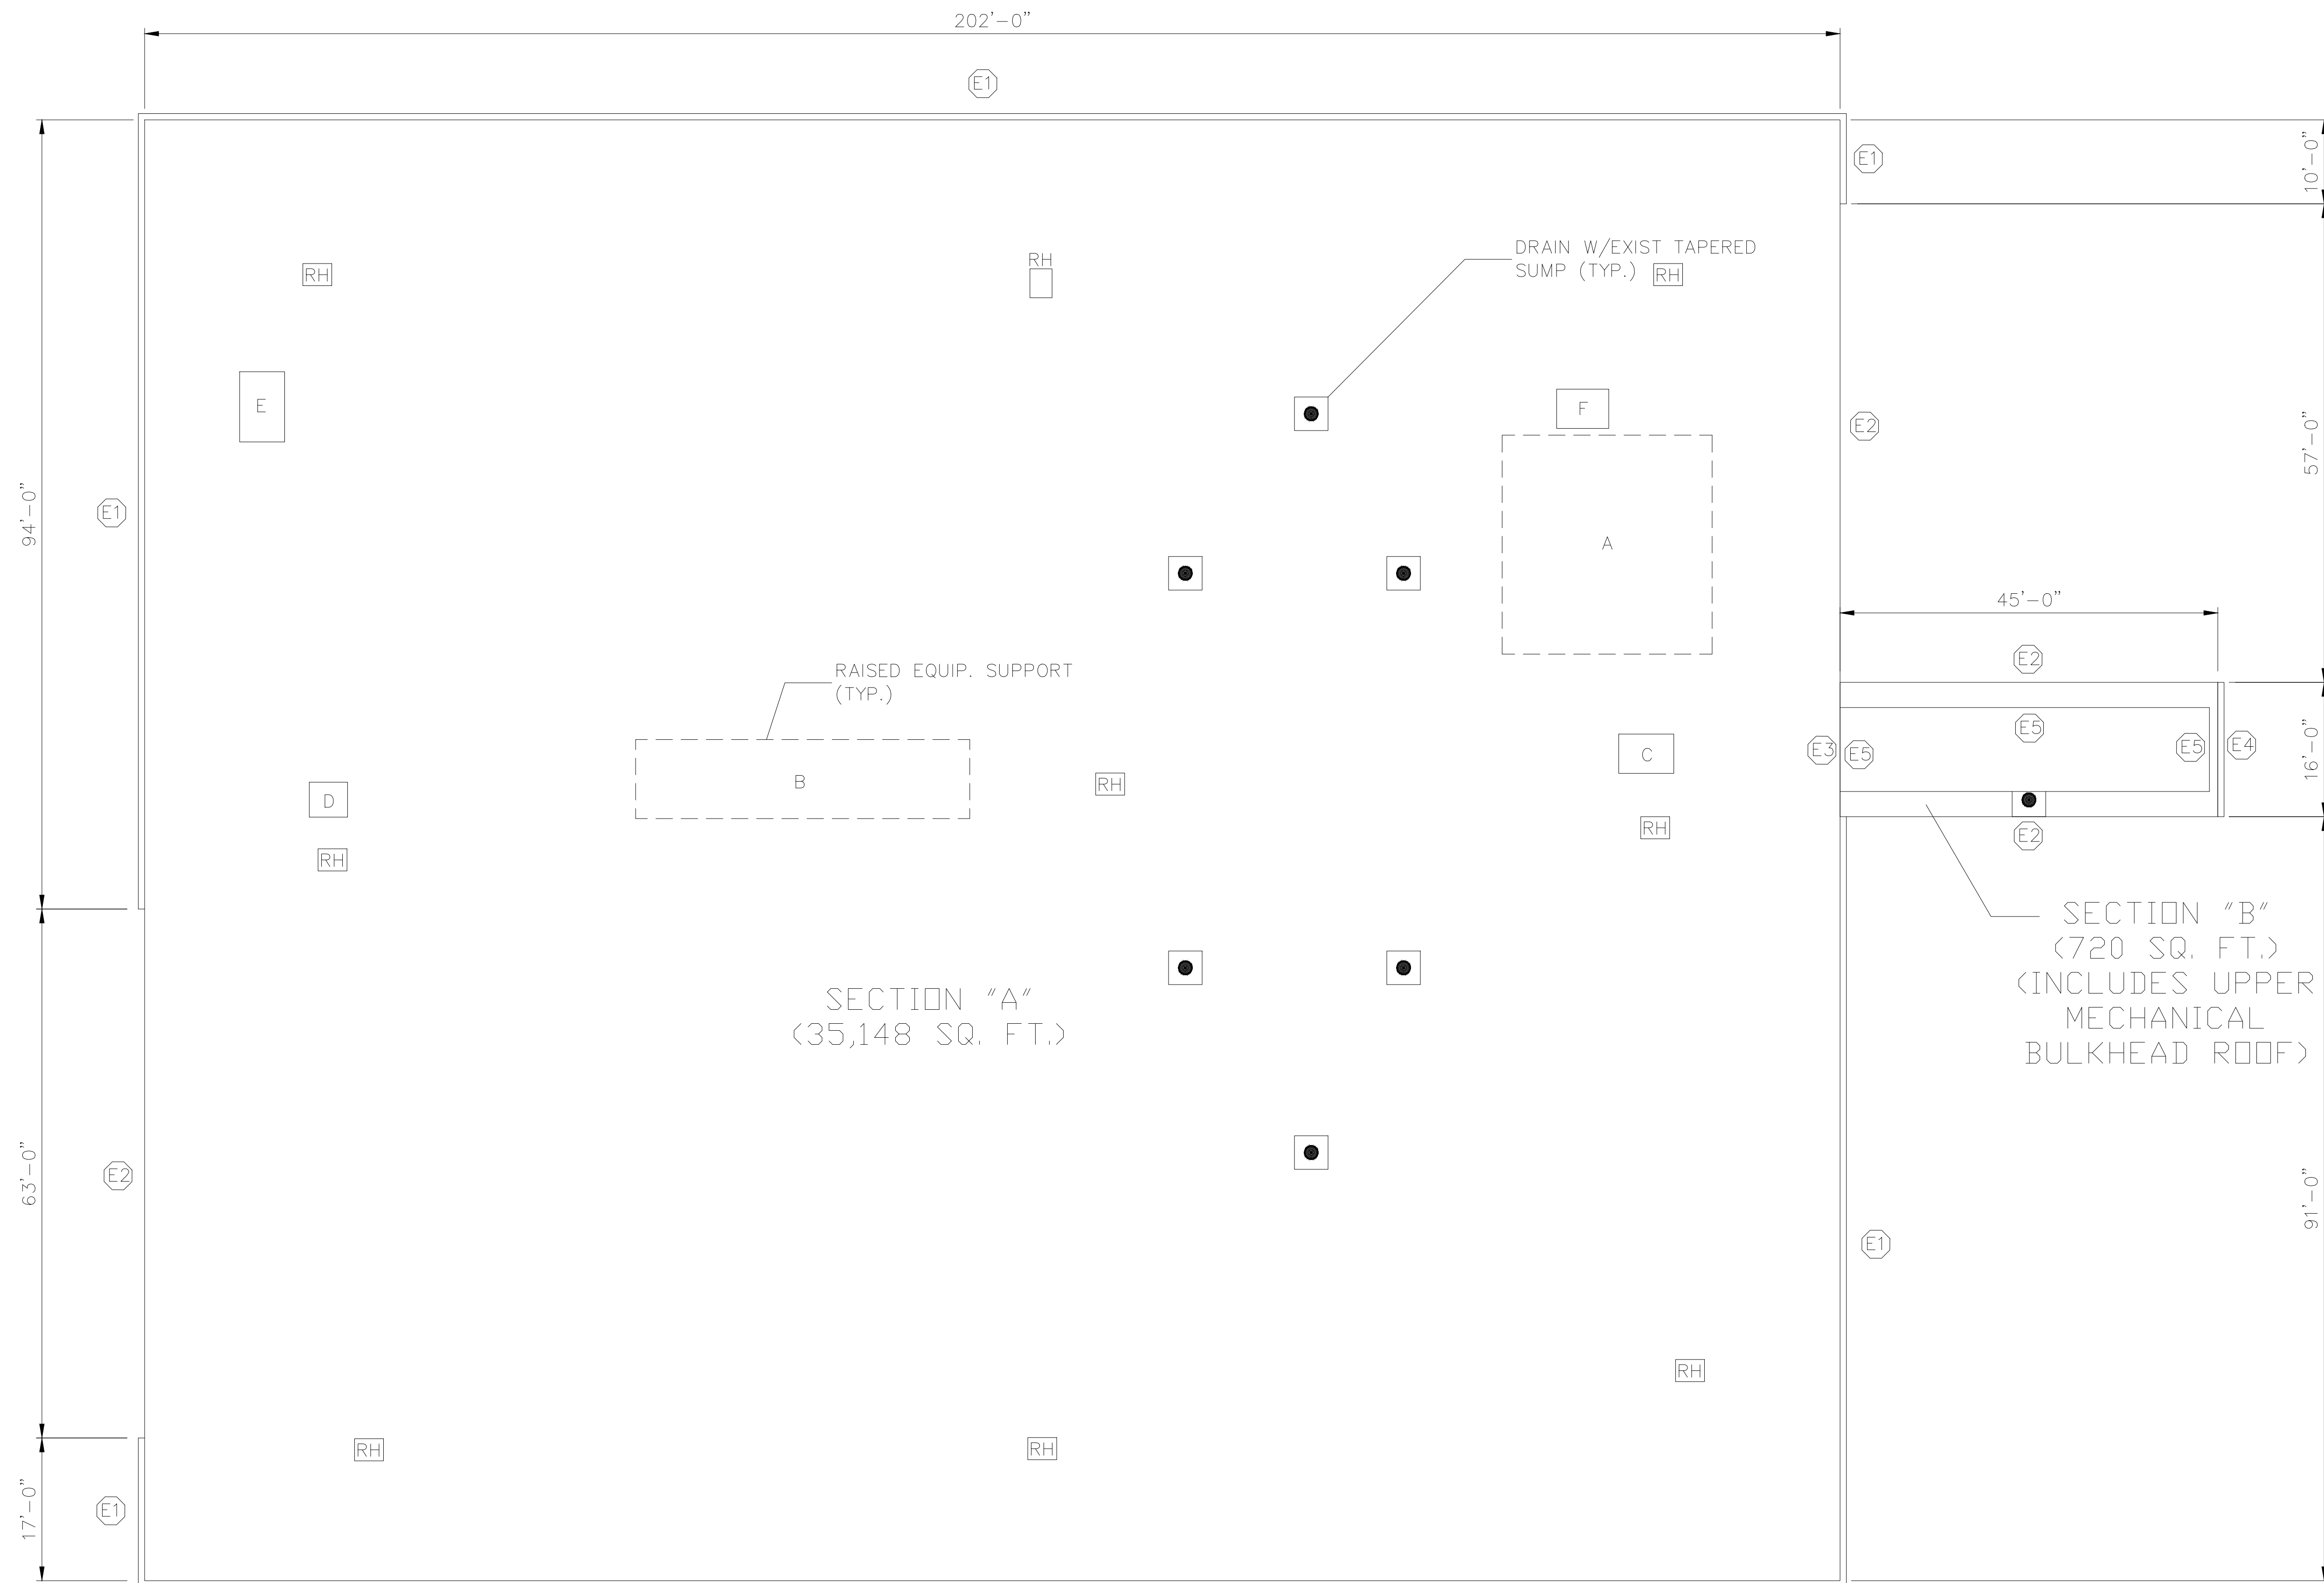 202'-0"
E1
E1
10'-0"
RH
RH
DRAIN W/EXIST TAPERED
SUMP (TYP.)
RH
E
F
E2
57'-0"
94'-0"
E1
A
45'-0"
RAISED EQUIP. SUPPORT
(TYP.)
E2
E5
E3
E5
E5
E4
16'-0"
C
B
RH
D
RH
RH
E2
SECTION "B"
(720 SQ. FT.)
(INCLUDES UPPER
MECHANICAL
BULKHEAD ROOF)
SECTION "A"
(35,148 SQ. FT.)
63'-0"
E2
91'-0"
E1
RH
RH
RH
17'-0"
E1